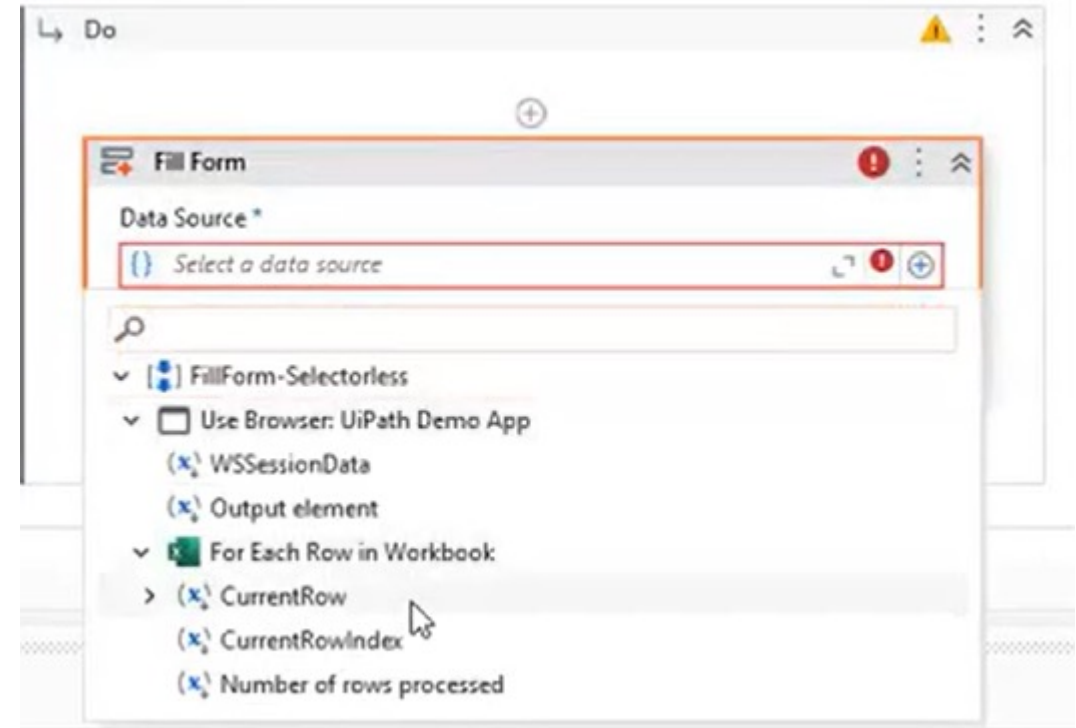 Do
Fill Form
Data Source *
{} Select a data source
FillForm-Selectorless
Use Browser: UiPath Demo App
(x) WSSessionData
(x) Output element
For Each Row in Workbook
(x) CurrentRow
(x) CurrentRowIndex
(x) Number of rows processed